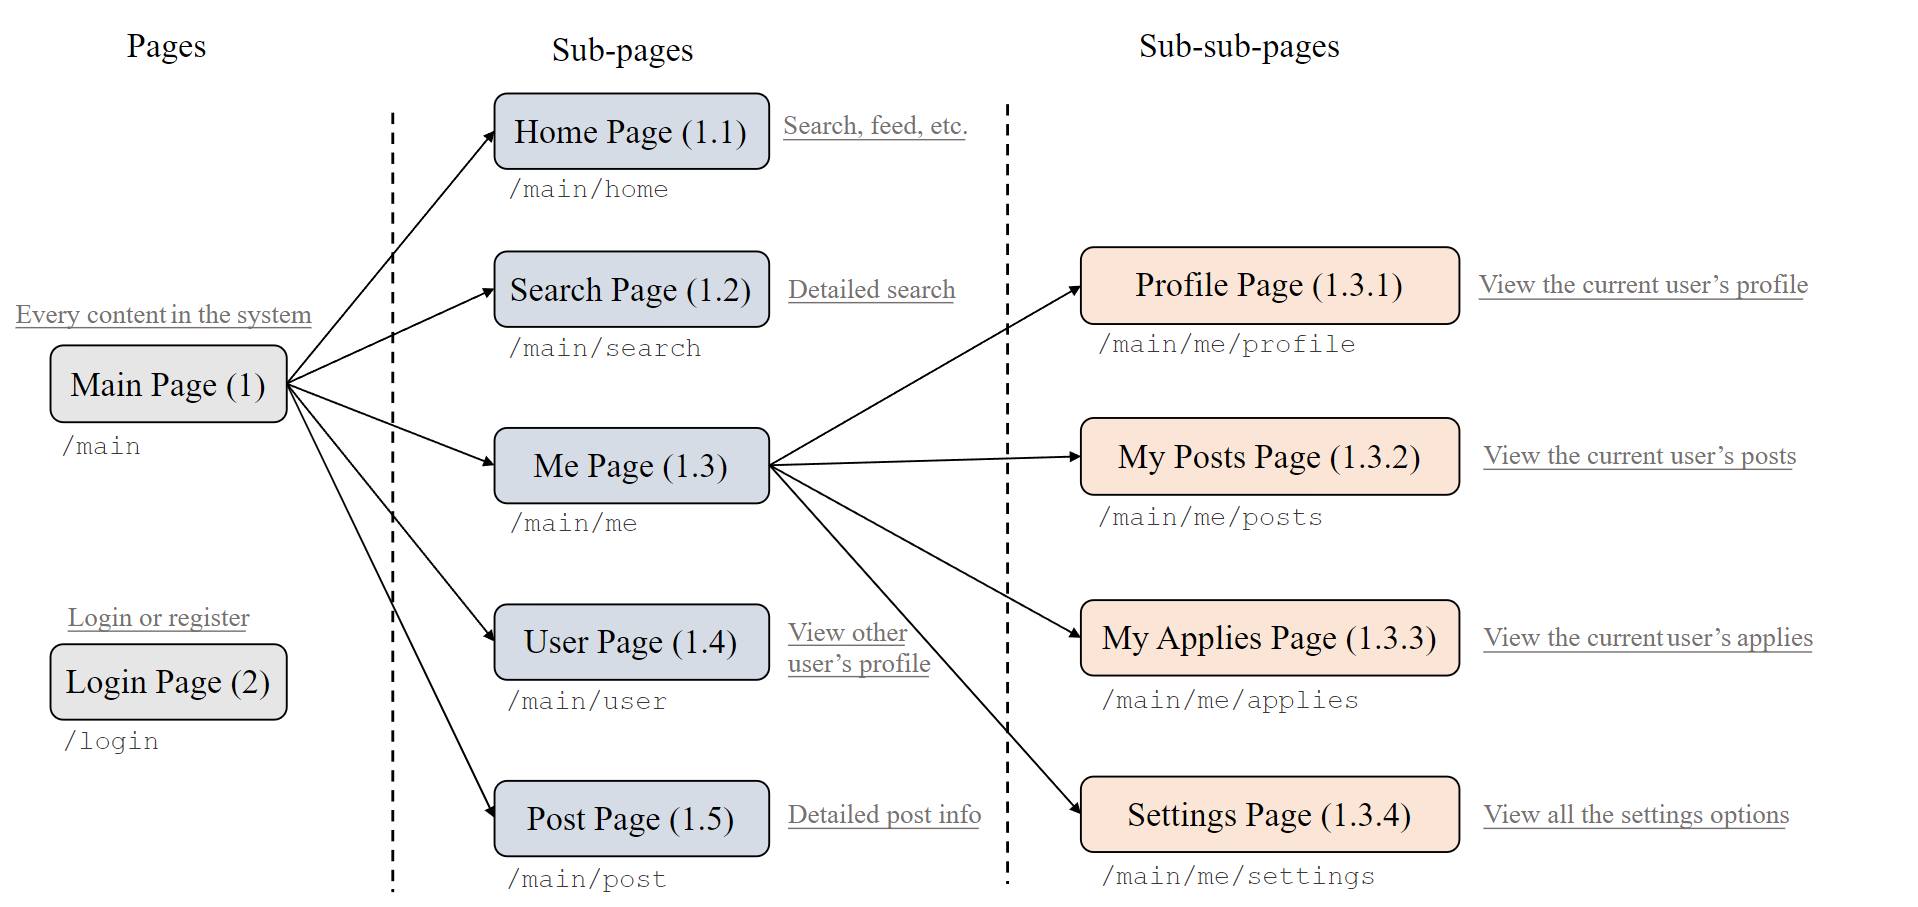 Pages
Every content in the system
Main Page (1)
/main
Login or register
Login Page (2)
/login
Sub-pages
Home Page (1.1)
Search, feed, etc.
/main/home
Search Page (1.2)
Detailed search
/main/search
Me Page (1.3)
/main/me
User Page (1.4)
View other
user’s profile
/main/user
Post Page (1.5)
Detailed post info
/main/post
Sub-sub-pages
Profile Page (1.3.1)
View the current user’s profile
/main/me/profile
My Posts Page (1.3.2)
View the current user’s posts
/main/me/posts
My Applies Page (1.3.3)
View the current user’s applies
/main/me/applies
Settings Page (1.3.4)
View all the settings options
/main/me/settings